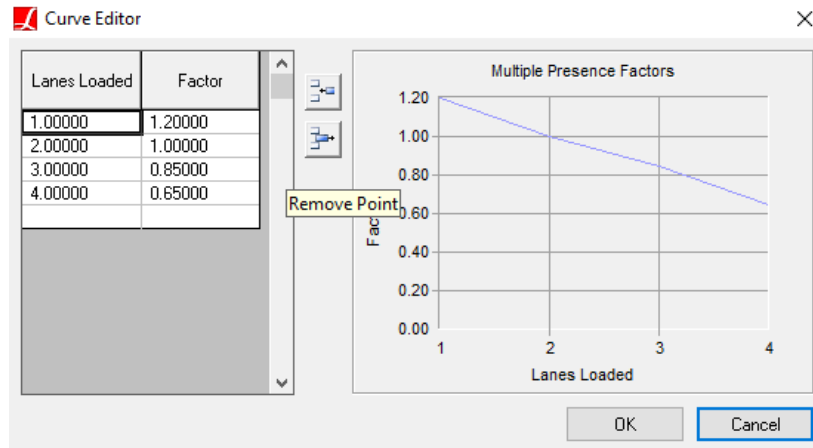 Curve Editor
Lanes Loaded Factor
1.00000 1.20000
2.00000 1.00000
3.00000 0.85000
4.00000 0.65000
Remove Point
Multiple Presence Factors
1.20
1.00
0.80
0.60
0.40
0.20
0.00
Fac
1 2 3 4
Lanes Loaded
OK Cancel